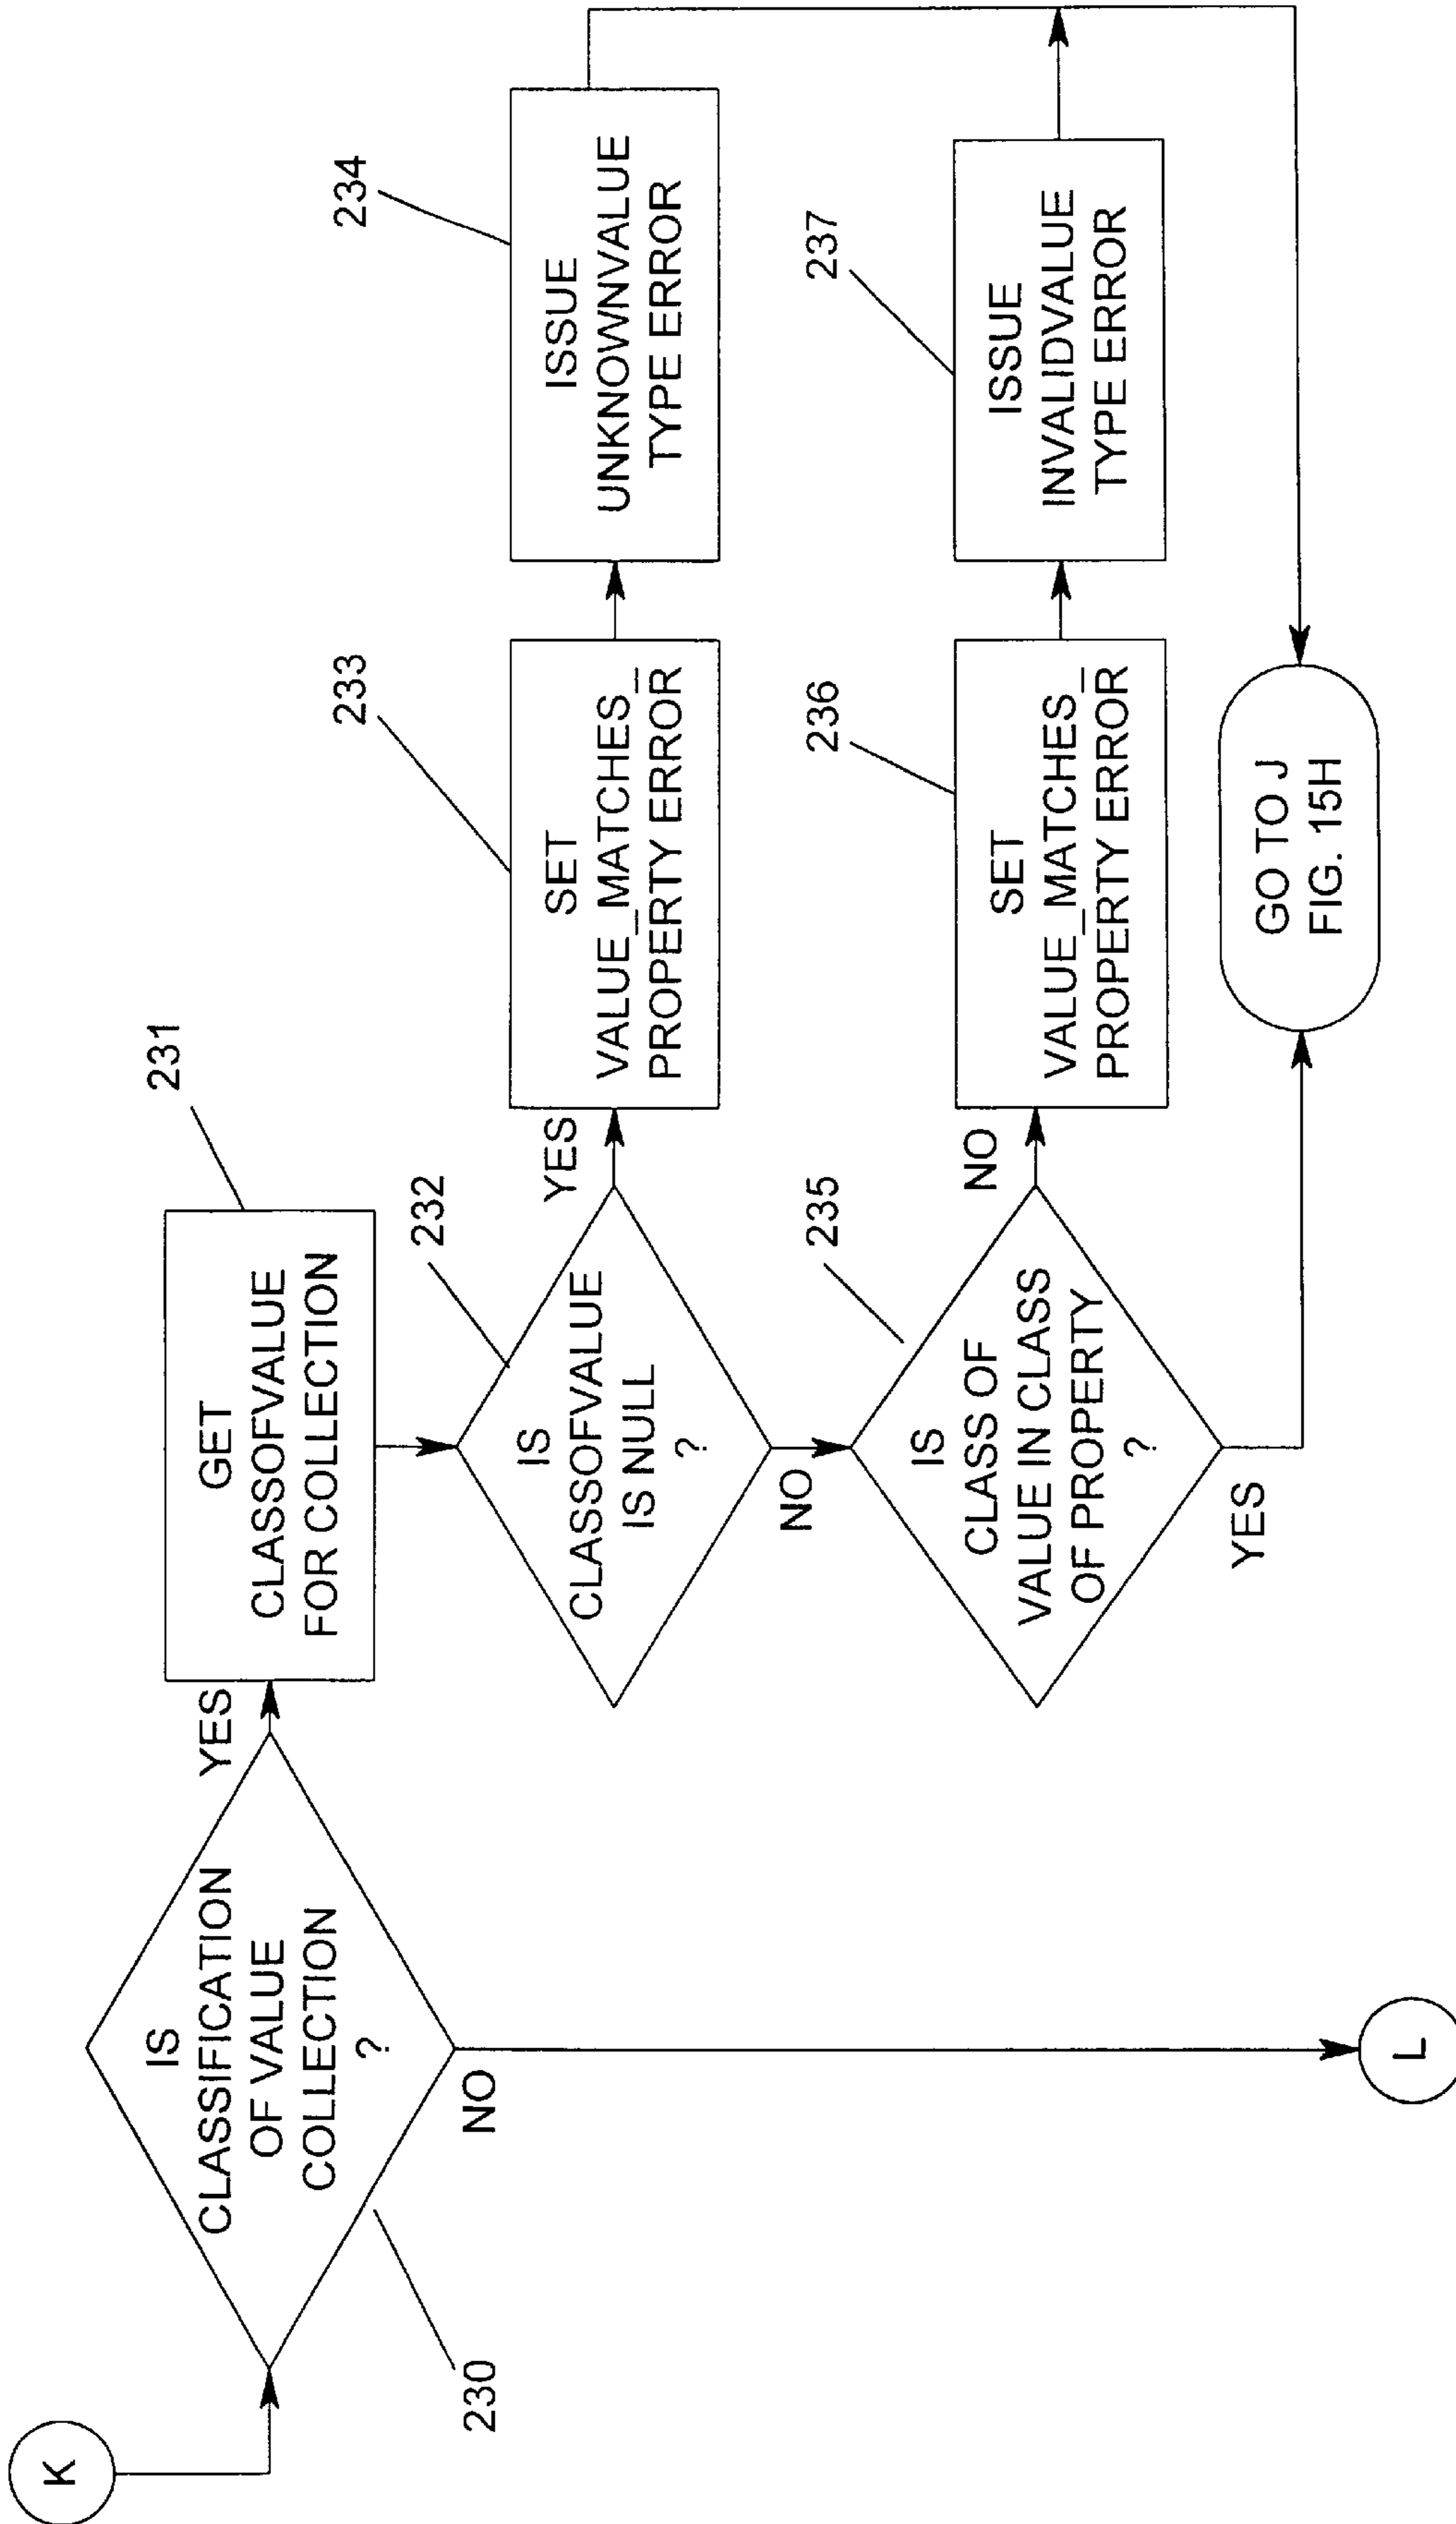 K
230
IS
CLASSIFICATION
OF VALUE
COLLECTION
?
YES
NO
L
231
GET
CLASSOFVALUE
FOR COLLECTION
232
IS
CLASSOFVALUE
IS NULL
?
YES
NO
233
SET
VALUE_MATCHES_
PROPERTY ERROR
234
ISSUE
UNKNOWNVALUE
TYPE ERROR
235
IS
CLASS OF
VALUE IN CLASS
OF PROPERTY
?
NO
YES
236
SET
VALUE_MATCHES_
PROPERTY ERROR
237
ISSUE
INVALIDVALUE
TYPE ERROR
GO TO J
FIG. 15H